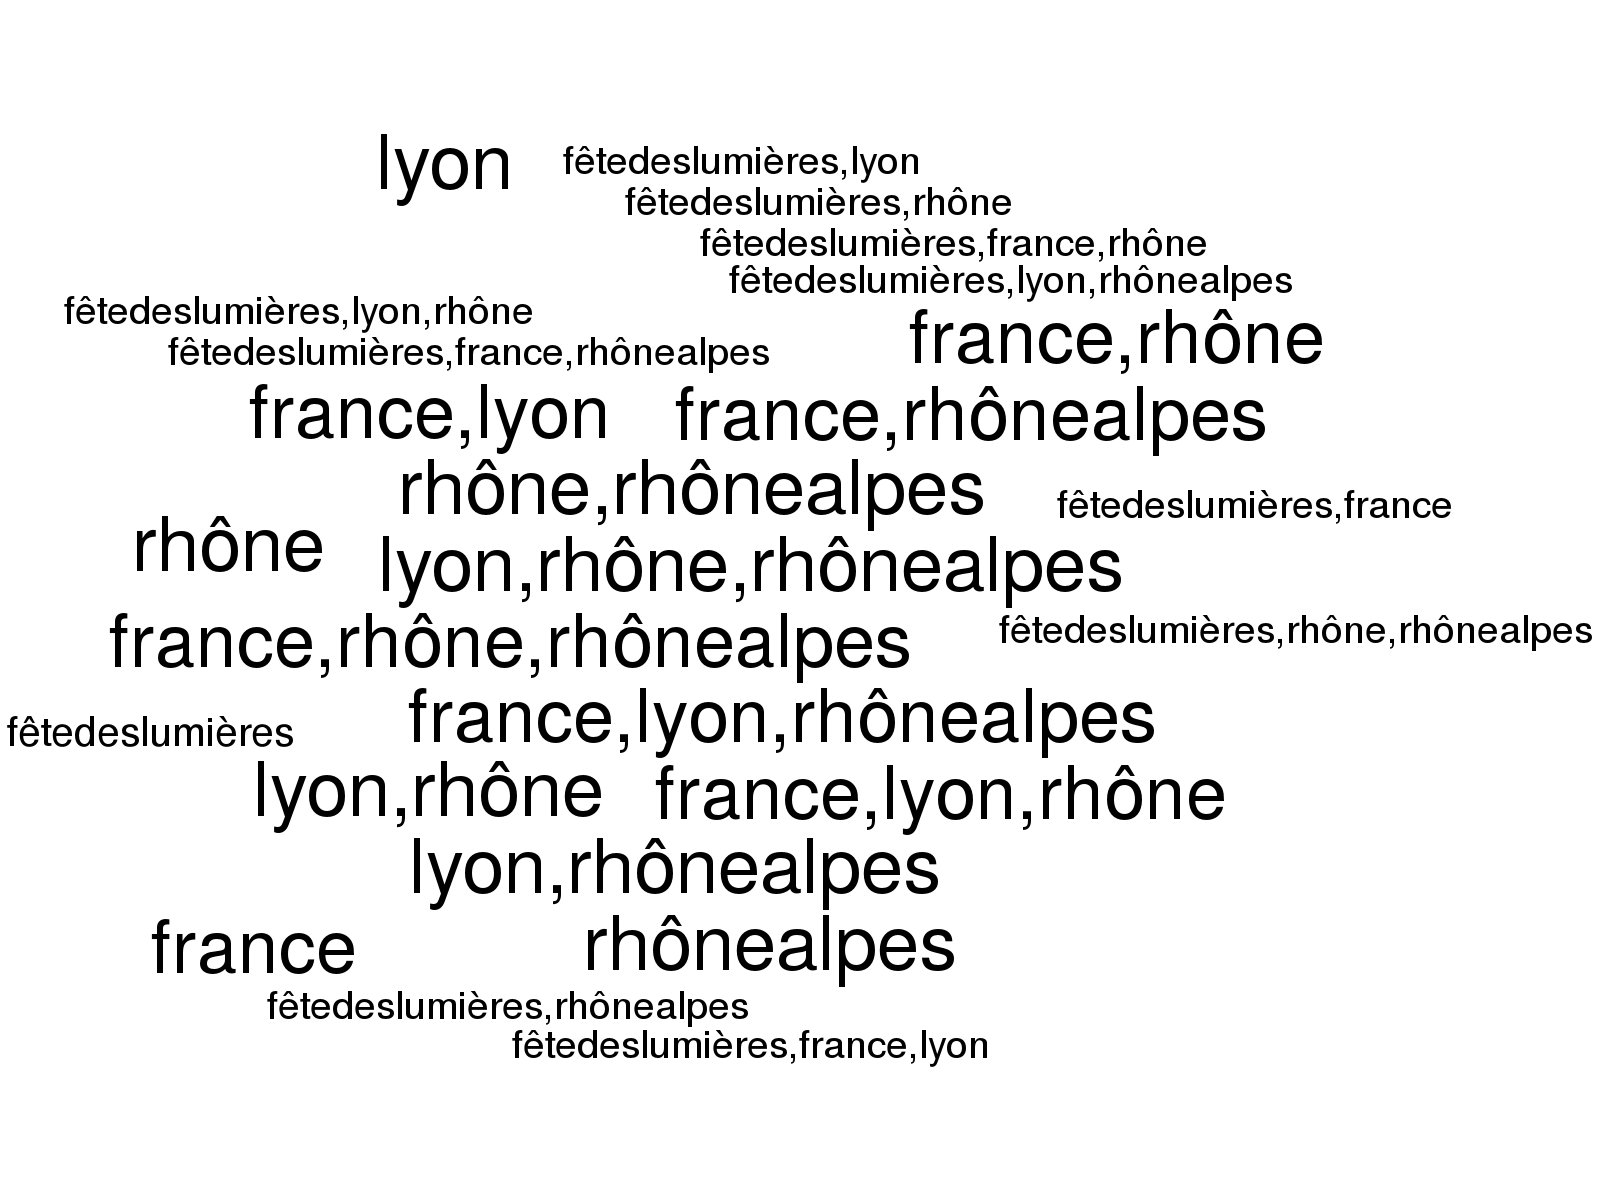 lyon
fêtedeslumières,lyon
fêtedeslumières,rhône
fêtedeslumières,france,rhône
fêtedeslumières,lyon,rhônealpes
fêtedeslumières,lyon,rhône
france,rhône
fêtedeslumières,france,rhônealpes
france,lyon
france,rhônealpes
rhône,rhônealpes
fêtedeslumières,france
rhône
lyon,rhône,rhônealpes
france,rhône,rhônealpes
fêtedeslumières,rhône,rhônealpes
fêtedeslumières
france,lyon,rhônealpes
lyon,rhône
france,lyon,rhône
lyon,rhônealpes
france
rhônealpes
fêtedeslumières,rhônealpes
fêtedeslumières,france,lyon